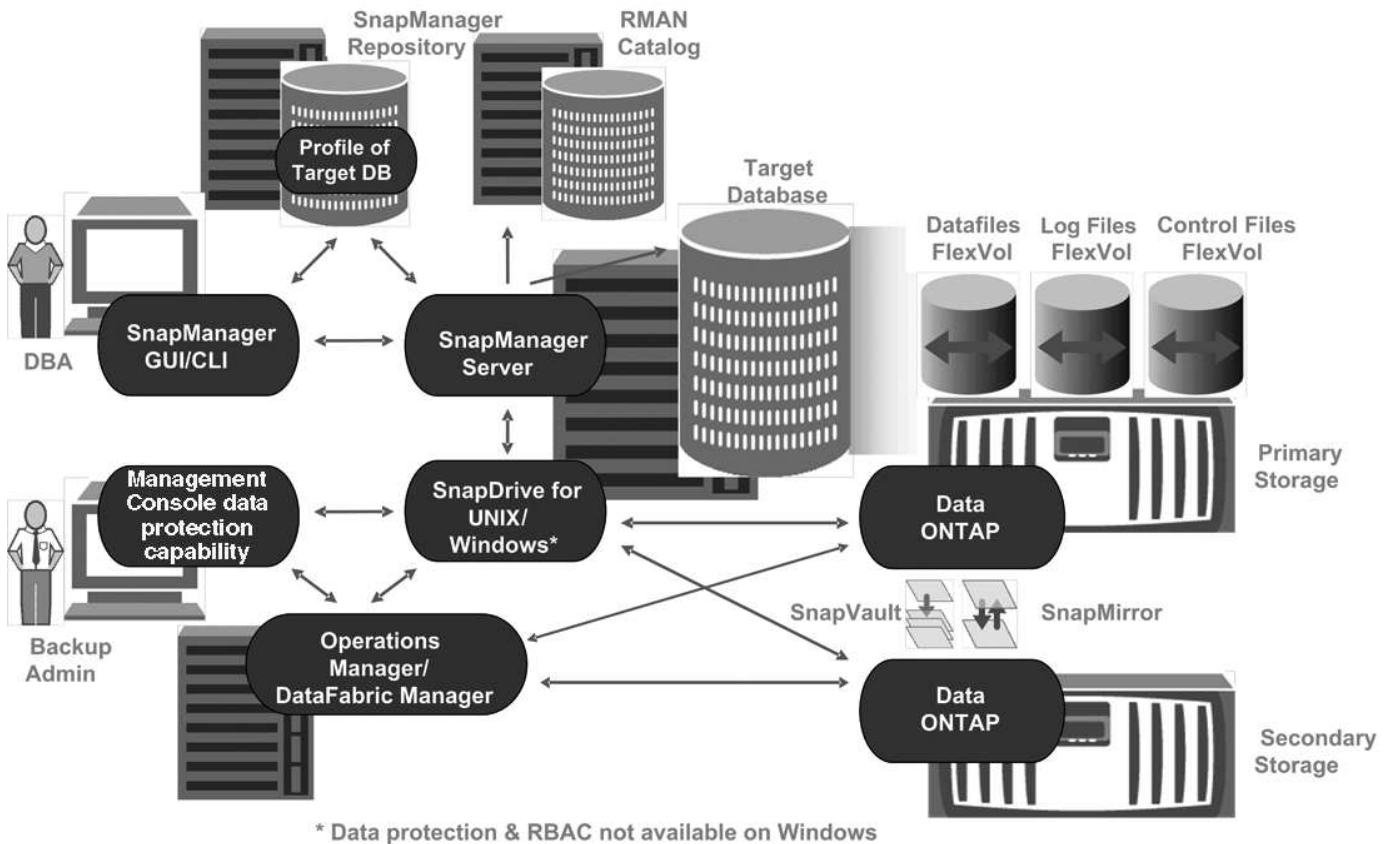 SnapManager
Repository
RMAN
Catalog
Profile of
Target DB
Target
Database
Datafiles
FlexVol
Log Files
FlexVol
Control Files
FlexVol
DBA
SnapManager
GUI/CLI
SnapManager
Server
Management
Console data
protection
capability
SnapDrive for
UNIX/
Windows*
Data
ONTAP
Primary
Storage
SnapVault
SnapMirror
Backup
Admin
Operations
Manager/
DataFabric Manager
Data
ONTAP
Secondary
Storage
* Data protection & RBAC not available on Windows